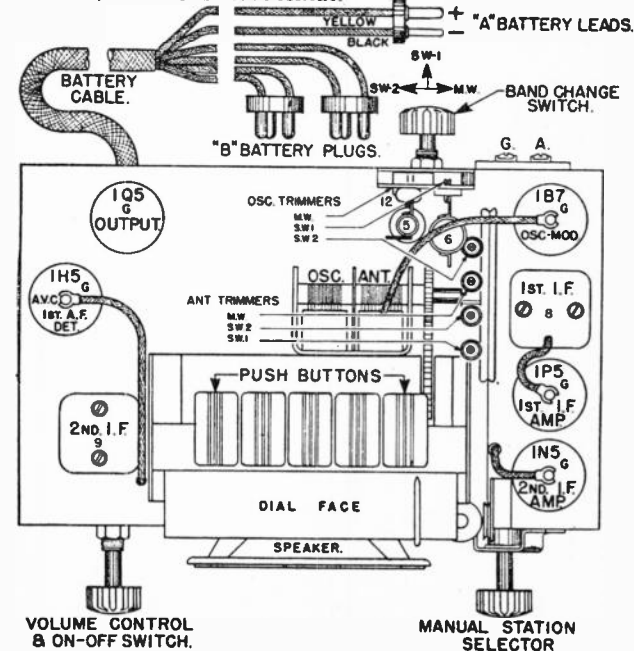 YELLOW
BLACK
+
−
"A" BATTERY LEADS.
BATTERY
CABLE.
SW-1
SW-2
M.W.
BAND CHANGE
SWITCH.
"B" BATTERY PLUGS.
G. A.
1Q5
G
OUTPUT.
OSC. TRIMMERS
M.W.
S.W.1
S.W.2
11
12
5
6
1B7
G
OSC-MOD
1H5
G
A.V.C.
1ST. A.F.
DET.
OSC. ANT.
ANT TRIMMERS
M.W.
S.W.2
S.W.1
1ST. I.F.
8
1P5
G
1ST. I.F.
AMP.
PUSH BUTTONS
2ND. I.F.
9
1N5
G
2ND. I.F.
AMP.
DIAL FACE
SPEAKER.
VOLUME CONTROL
& ON-OFF SWITCH.
MANUAL STATION
SELECTOR